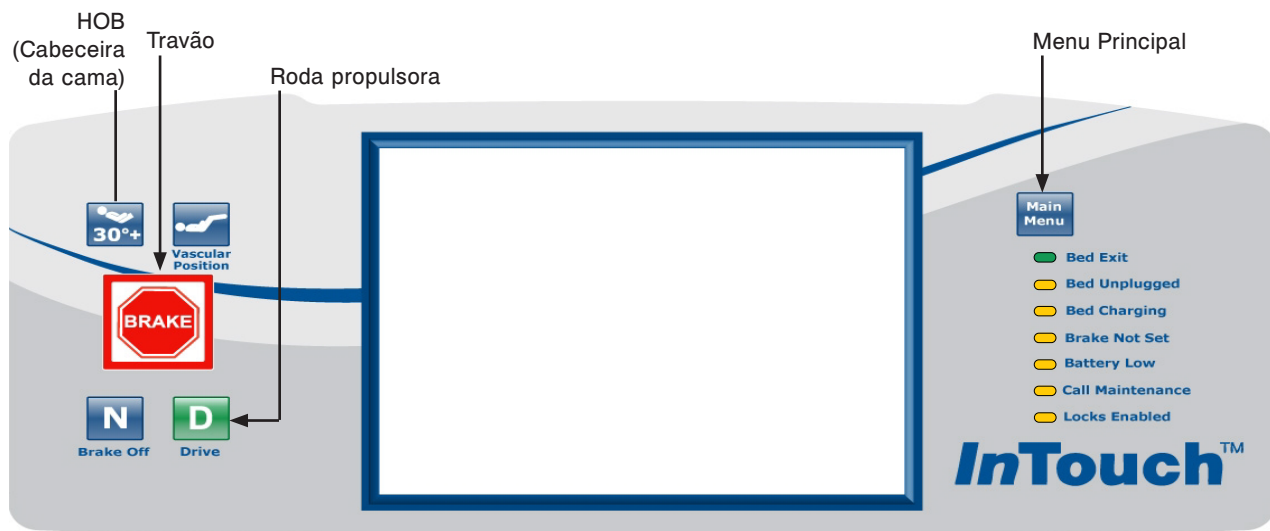 HOB
(Cabeceira
da cama)
Travão
Roda propulsora
Menu Principal
30°+
Vascular
Position
BRAKE
N
Brake Off
D
Drive
Main
Menu
Bed Exit
Bed Unplugged
Bed Charging
Brake Not Set
Battery Low
Call Maintenance
Locks Enabled
InTouch™